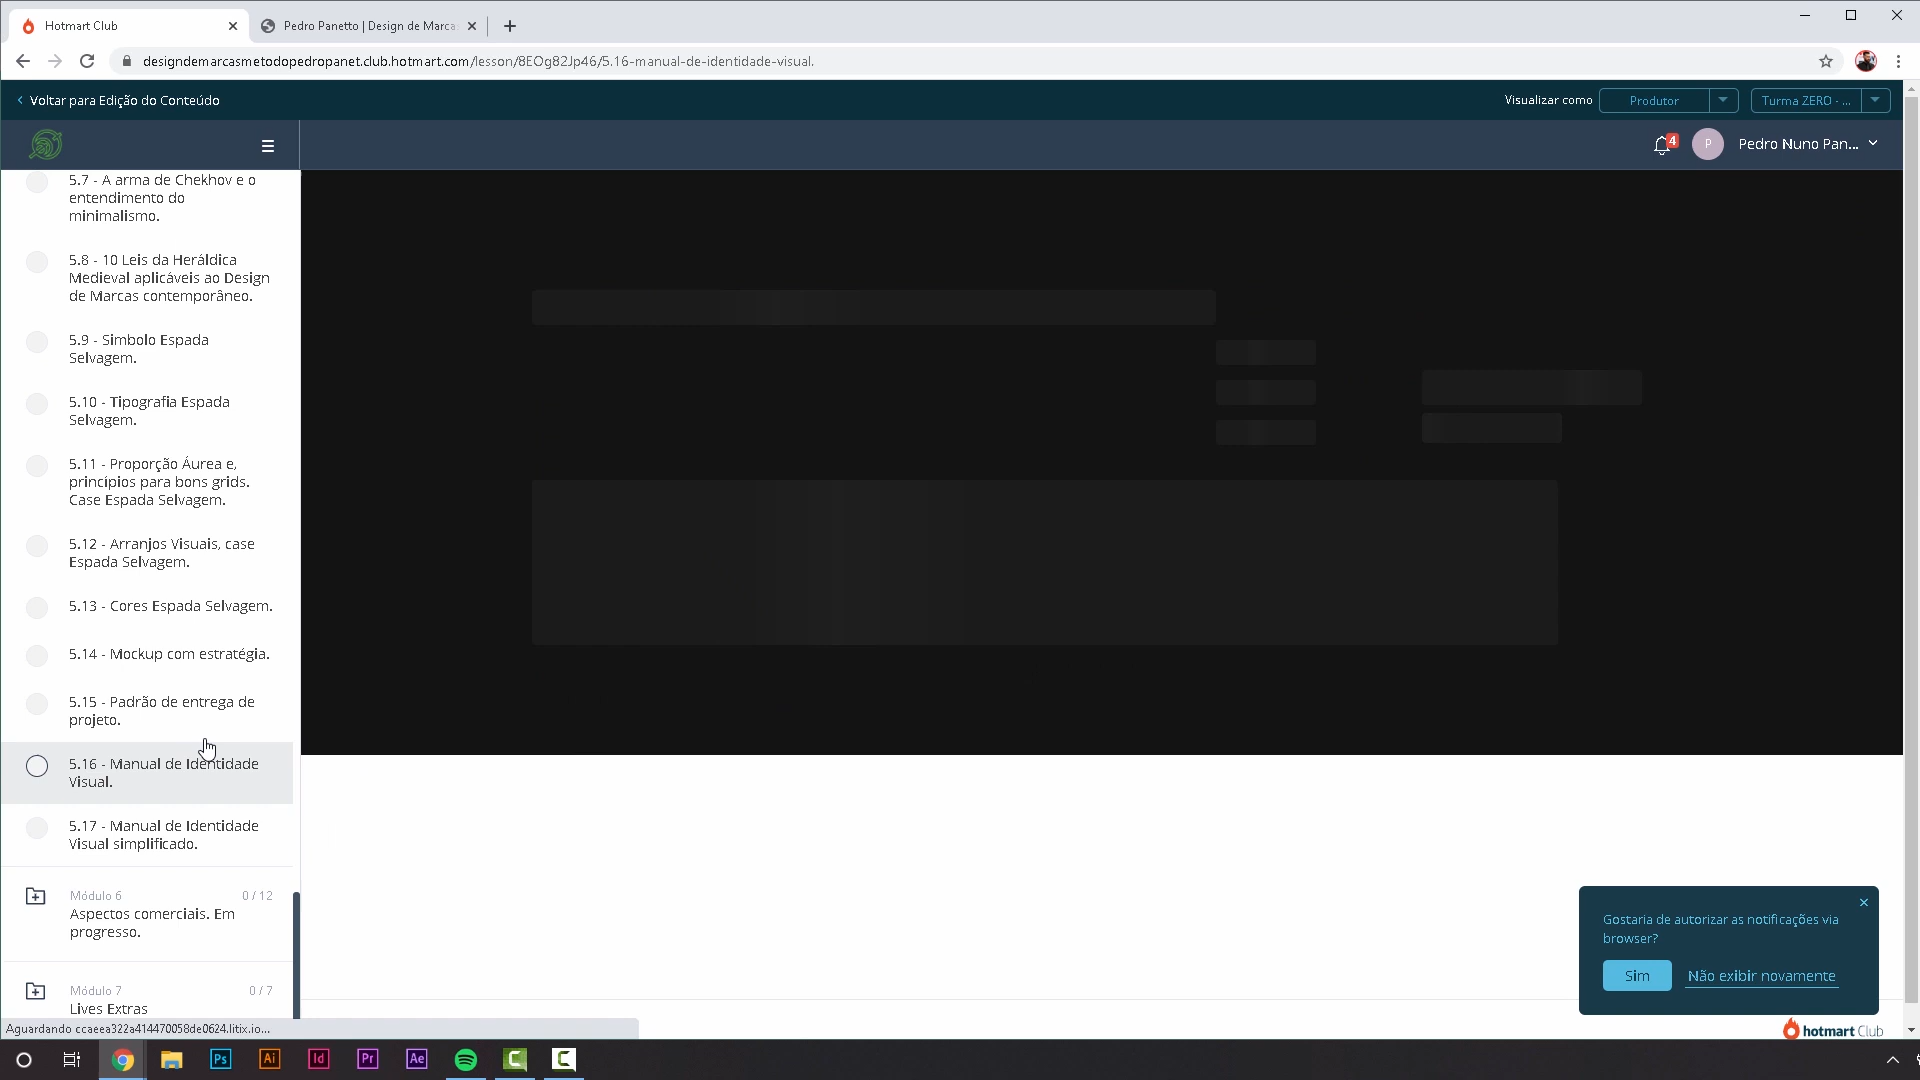 Hotmart Club
Pedro Panetto | Design de Marcas
designdemarcasmetodopedropanet.club.hotmart.com/lesson/8EOg82Jp46/5.16-manual-de-identidade-visual.
Voltar para Edição do Conteúdo
Visualizar como
Produtor
Turma ZERO - ...
4
P
Pedro Nuno Pan...
5.7 - A arma de Chekhov e o
entendimento do
minimalismo.
5.8 - 10 Leis da Heráldica
Medieval aplicáveis ao Design
de Marcas contemporâneo.
5.9 - Simbolo Espada
Selvagem.
5.10 - Tipografia Espada
Selvagem.
5.11 - Proporção Áurea e,
princípios para bons grids.
Case Espada Selvagem.
5.12 - Arranjos Visuais, case
Espada Selvagem.
5.13 - Cores Espada Selvagem.
5.14 - Mockup com estratégia.
5.15 - Padrão de entrega de
projeto.
5.16 - Manual de Identidade
Visual.
5.17 - Manual de Identidade
Visual simplificado.
Módulo 6
0 / 12
Aspectos comerciais. Em
progresso.
Módulo 7
0 / 7
Lives Extras
Gostaria de autorizar as notificações via
browser?
Sim
Não exibir novamente
Aguardando ccaeea322a414470058de0624.litix.io...
hotmart Club
Ps
Ai
Id
Pr
Ae